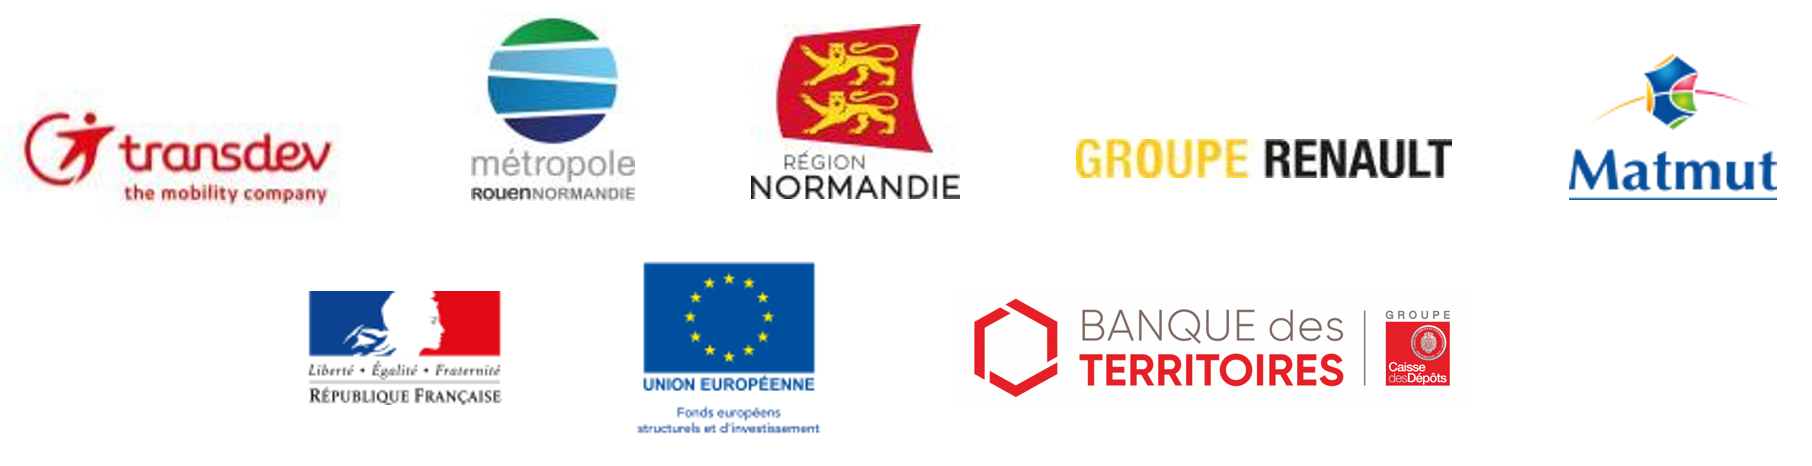 transdev
the mobility company
métropole
ROUENNORMANDIE
RÉGION
NORMANDIE
GROUPE RENAULT
Matmut
Liberté • Égalité • Fraternité
RÉPUBLIQUE FRANÇAISE
UNION EUROPÉENNE
Fonds européens
structurels et d'investissement
BANQUE des
TERRITOIRES
GROUPE
Caisse
desDépôts